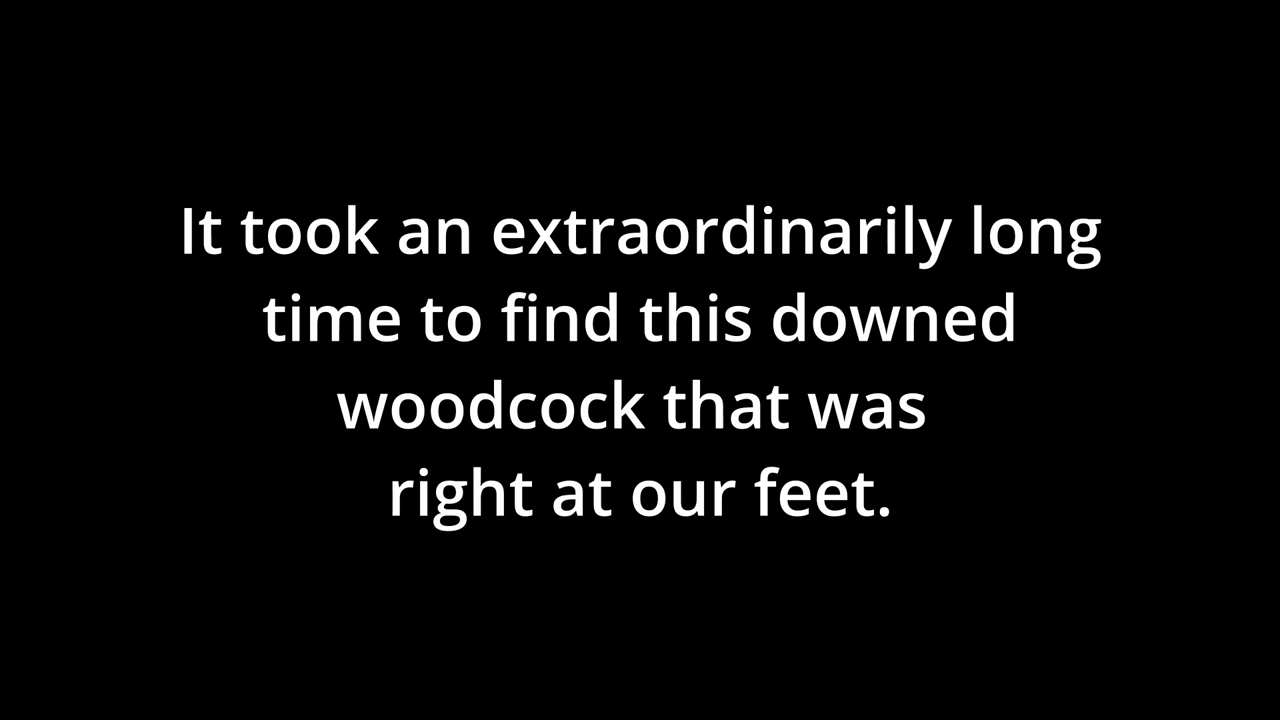 It took an extraordinarily long
time to find this downed
woodcock that was
right at our feet.